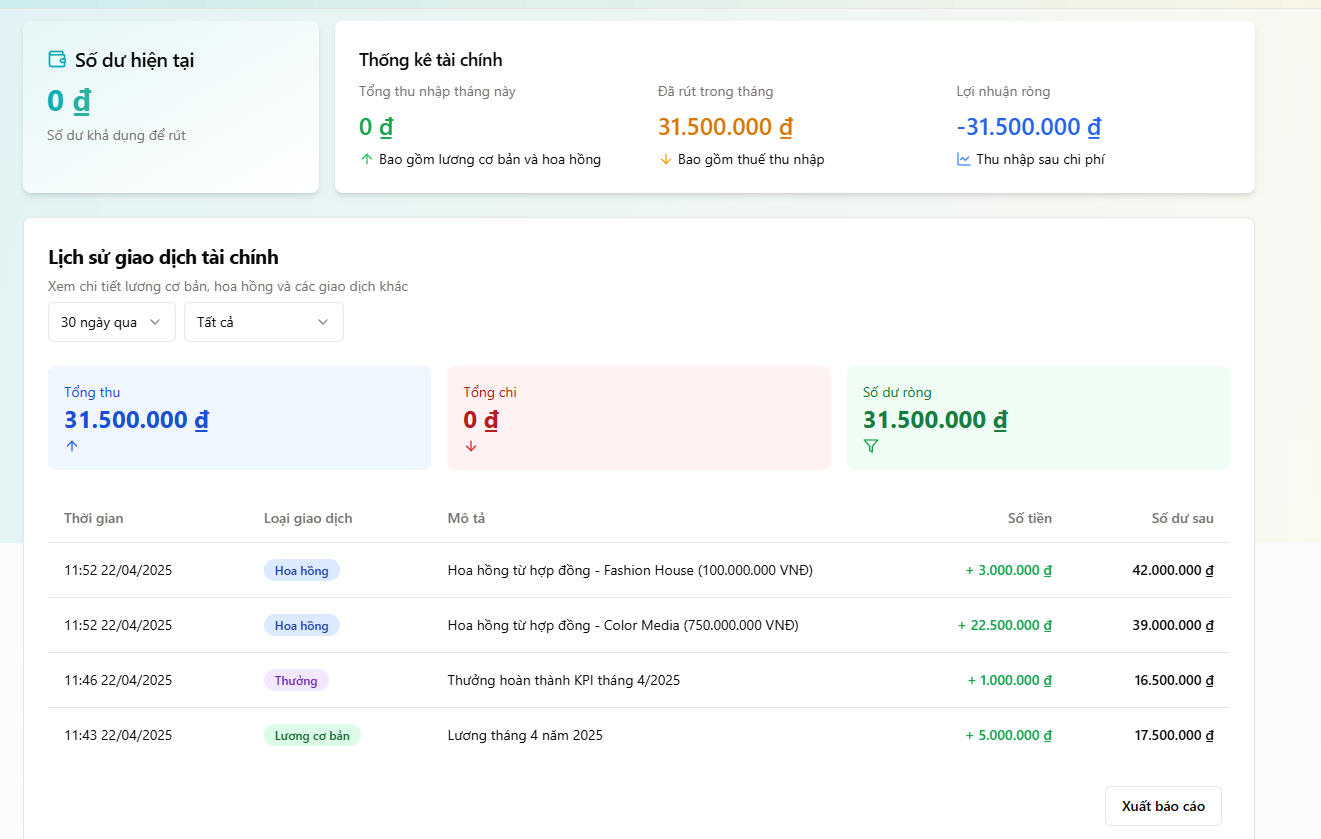 Số dư hiện tại
0 ₫
Số dư khả dụng để rút
Thống kê tài chính
Tổng thu nhập tháng này
0 ₫
Bao gồm lương cơ bản và hoa hồng
Đã rút trong tháng
31.500.000 ₫
Bao gồm thuế thu nhập
Lợi nhuận ròng
-31.500.000 ₫
Thu nhập sau chi phí
Lịch sử giao dịch tài chính
Xem chi tiết lương cơ bản, hoa hồng và các giao dịch khác
30 ngày qua Tất cả
Tổng thu
31.500.000 ₫
Tổng chi
0 ₫
Số dư ròng
31.500.000 ₫
Thời gian Loại giao dịch Mô tả Số tiền Số dư sau
11:52 22/04/2025 Hoa hồng Hoa hồng từ hợp đồng - Fashion House (100.000.000 VNĐ) + 3.000.000 ₫ 42.000.000 ₫
11:52 22/04/2025 Hoa hồng Hoa hồng từ hợp đồng - Color Media (750.000.000 VNĐ) + 22.500.000 ₫ 39.000.000 ₫
11:46 22/04/2025 Thưởng Thưởng hoàn thành KPI tháng 4/2025 + 1.000.000 ₫ 16.500.000 ₫
11:43 22/04/2025 Lương cơ bản Lương tháng 4 năm 2025 + 5.000.000 ₫ 17.500.000 ₫
Xuất báo cáo